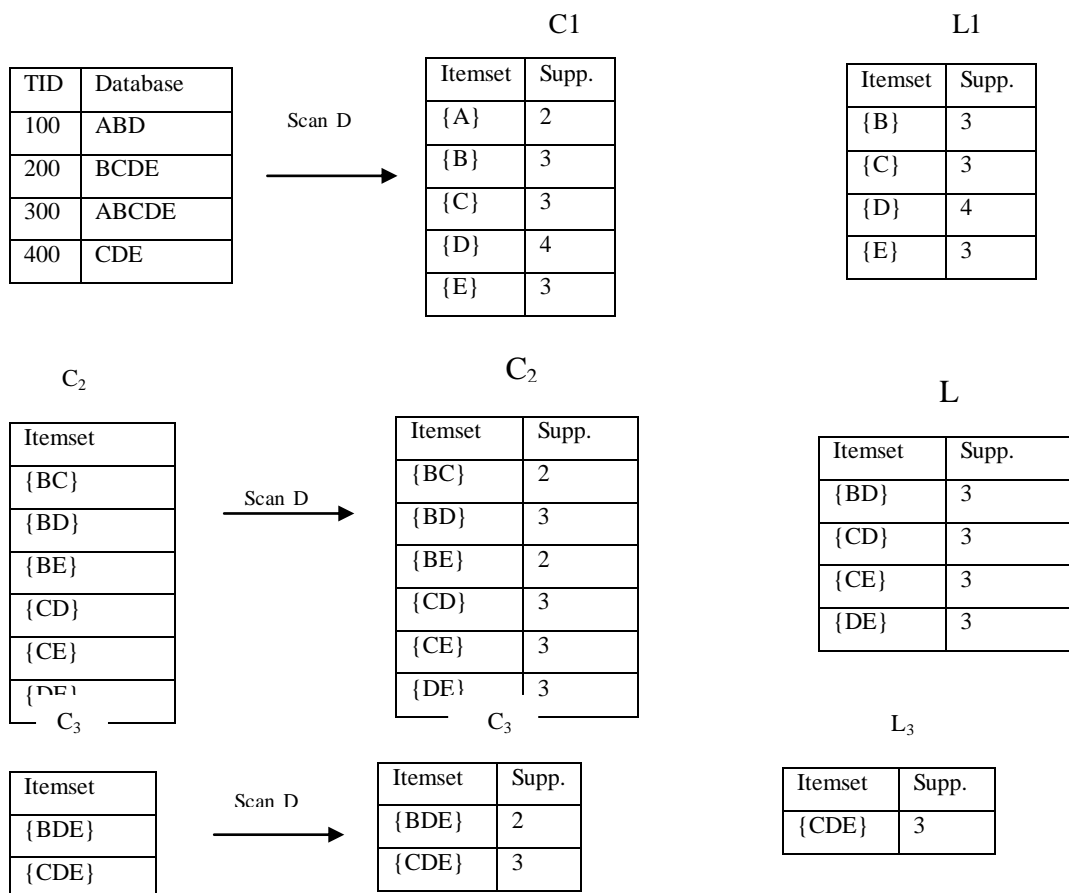 C1
L1
TID Database
100 ABD
200 BCDE
300 ABCDE
400 CDE
Scan D
Itemset Supp.
{A} 2
{B} 3
{C} 3
{D} 4
{E} 3
Itemset Supp.
{B} 3
{C} 3
{D} 4
{E} 3
C₂
C₂
L
Itemset
{BC}
{BD}
{BE}
{CD}
{CE}
{DE}
Scan D
Itemset Supp.
{BC} 2
{BD} 3
{BE} 2
{CD} 3
{CE} 3
{DE} 3
Itemset Supp.
{BD} 3
{CD} 3
{CE} 3
{DE} 3
C₃
C₃
L₃
Itemset
{BDE}
{CDE}
Scan D
Itemset Supp.
{BDE} 2
{CDE} 3
Itemset Supp.
{CDE} 3